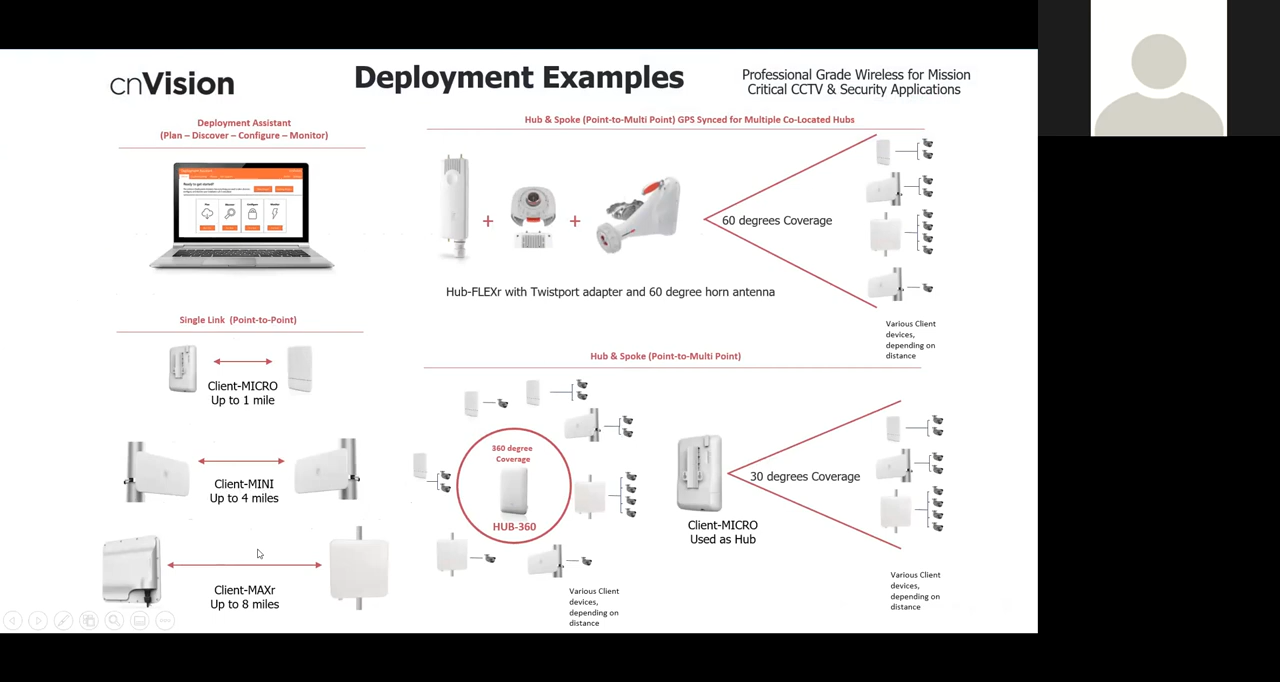 cnVision
Deployment Examples
Professional Grade Wireless for Mission
Critical CCTV & Security Applications
Deployment Assistant
(Plan – Discover – Configure – Monitor)
Hub & Spoke (Point-to-Multi Point) GPS Synced for Multiple Co-Located Hubs
Ready to get started?
+
+
60 degrees Coverage
Hub-FLEXr with Twistport adapter and 60 degree horn antenna
Various Client
devices,
depending on
distance
Single Link (Point-to-Point)
Client-MICRO
Up to 1 mile
Client-MINI
Up to 4 miles
Client-MAXr
Up to 8 miles
Hub & Spoke (Point-to-Multi Point)
360 degree
Coverage
HUB-360
Various Client
devices,
depending on
distance
Client-MICRO
Used as Hub
30 degrees Coverage
Various Client
devices,
depending on
distance